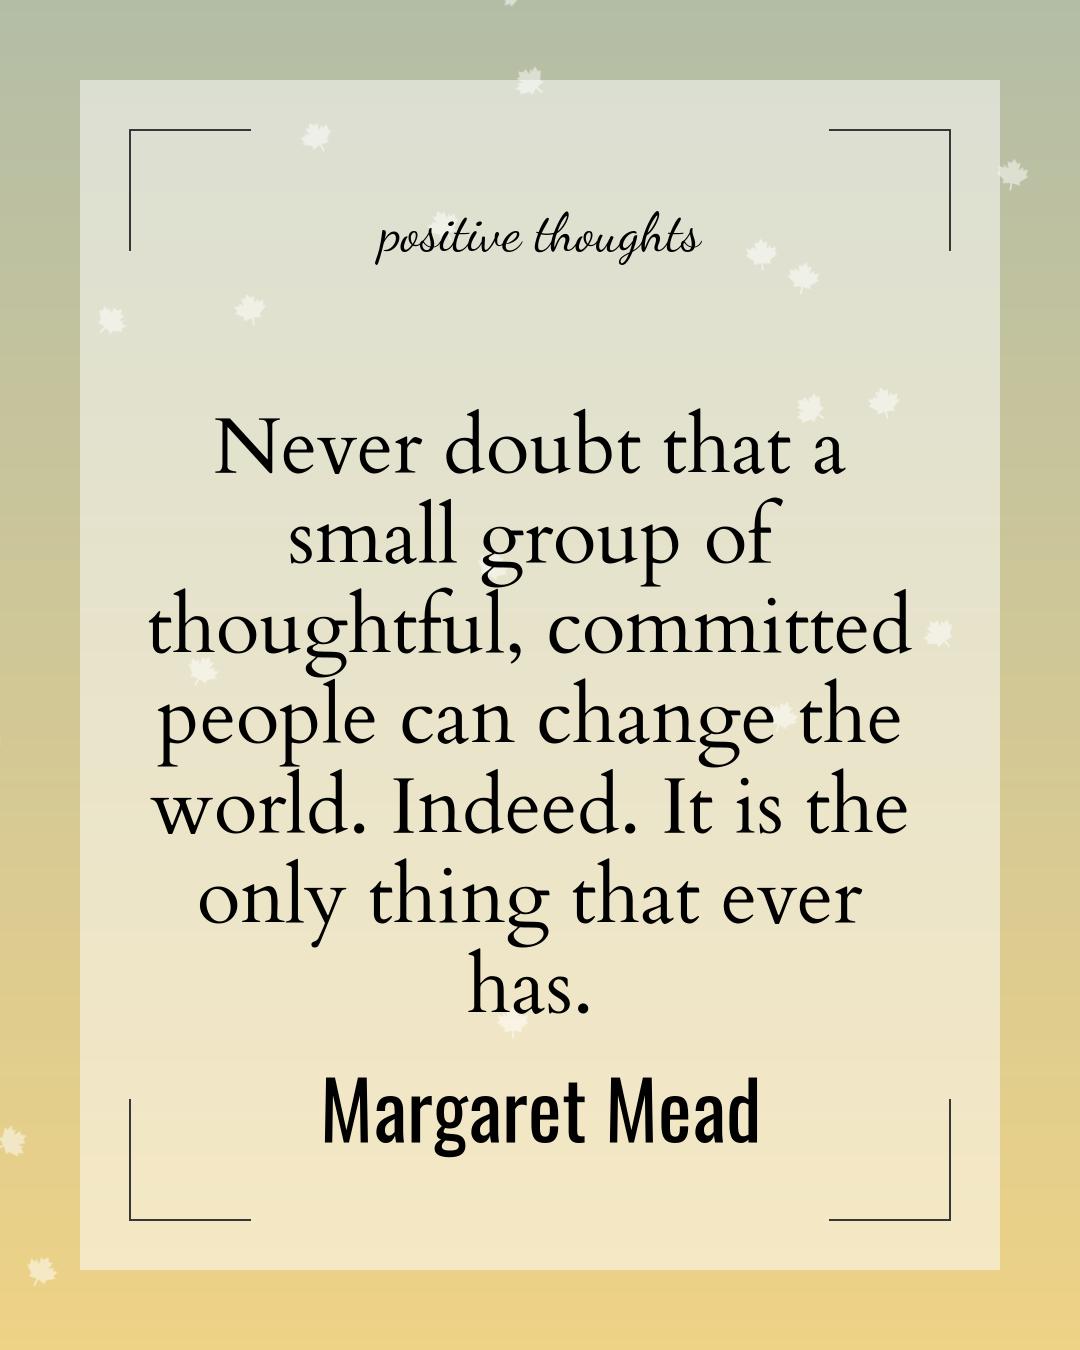 positive thoughts
Never doubt that a
small group of
thoughtful, committed
people can change the
world. Indeed. It is the
only thing that ever
has.
Margaret Mead